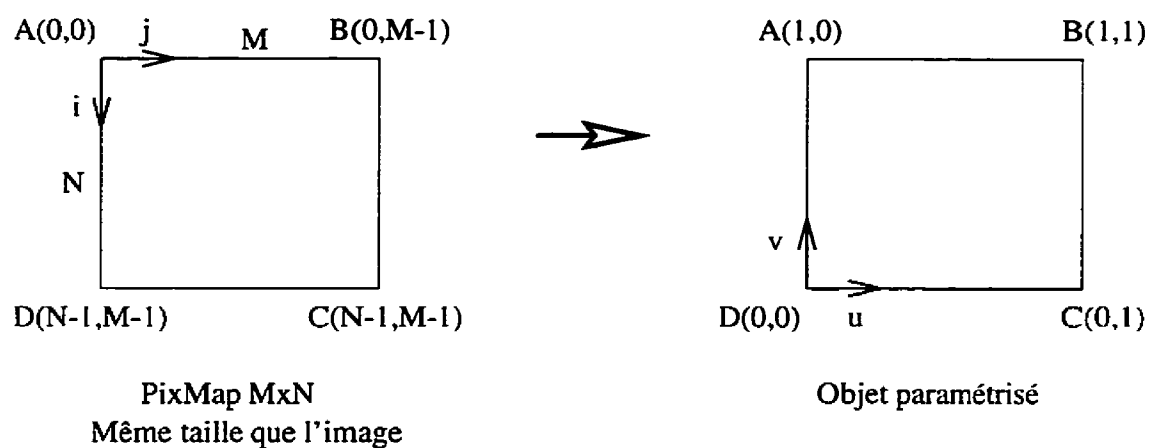 A(0,0)
j
M
B(0,M-1)
i
N
D(N-1,M-1)
C(N-1,M-1)
PixMap MxN
Même taille que l'image
A(1,0)
B(1,1)
v
D(0,0)
u
C(0,1)
Objet paramétrisé